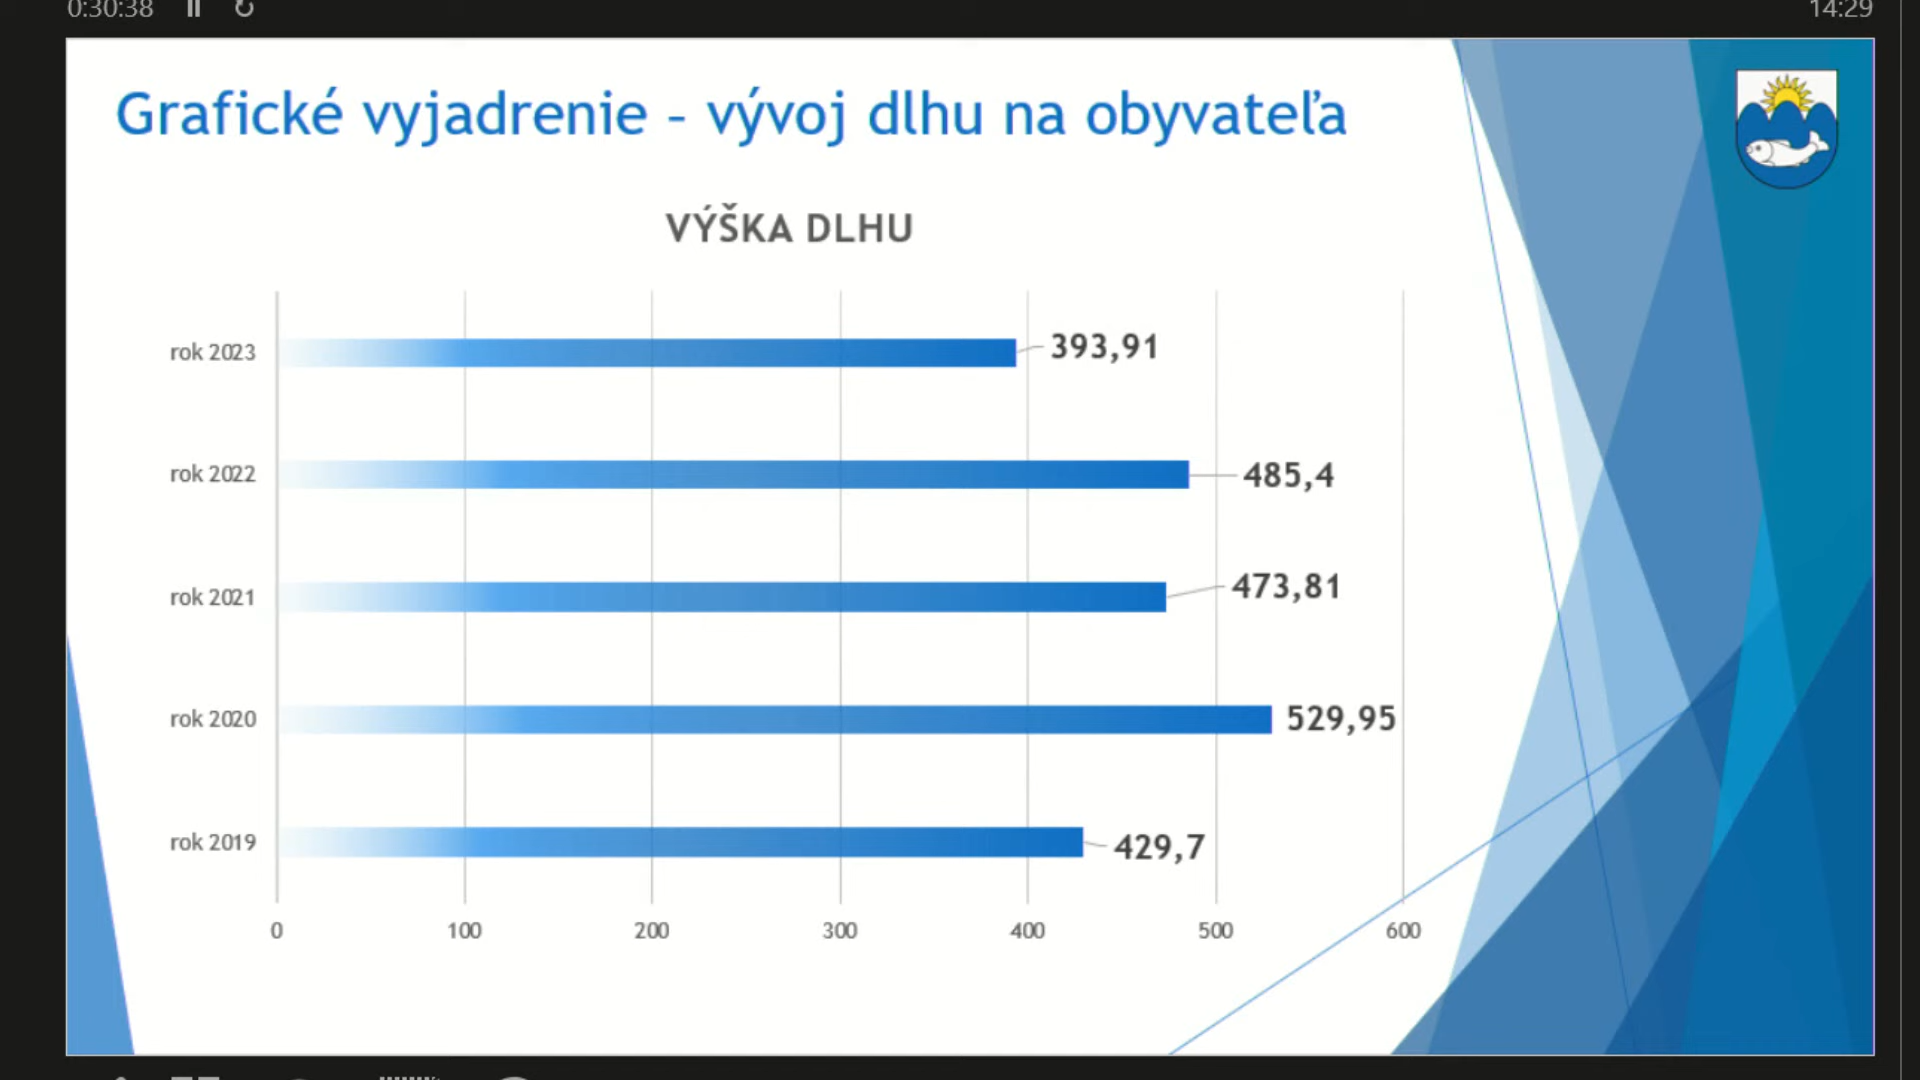 0:30:38
14:29
Grafické vyjadrenie - vývoj dlhu na obyvateľa
VÝŠKA DLHU
rok 2023 393,91
rok 2022 485,4
rok 2021 473,81
rok 2020 529,95
rok 2019 429,7
0 100 200 300 400 500 600